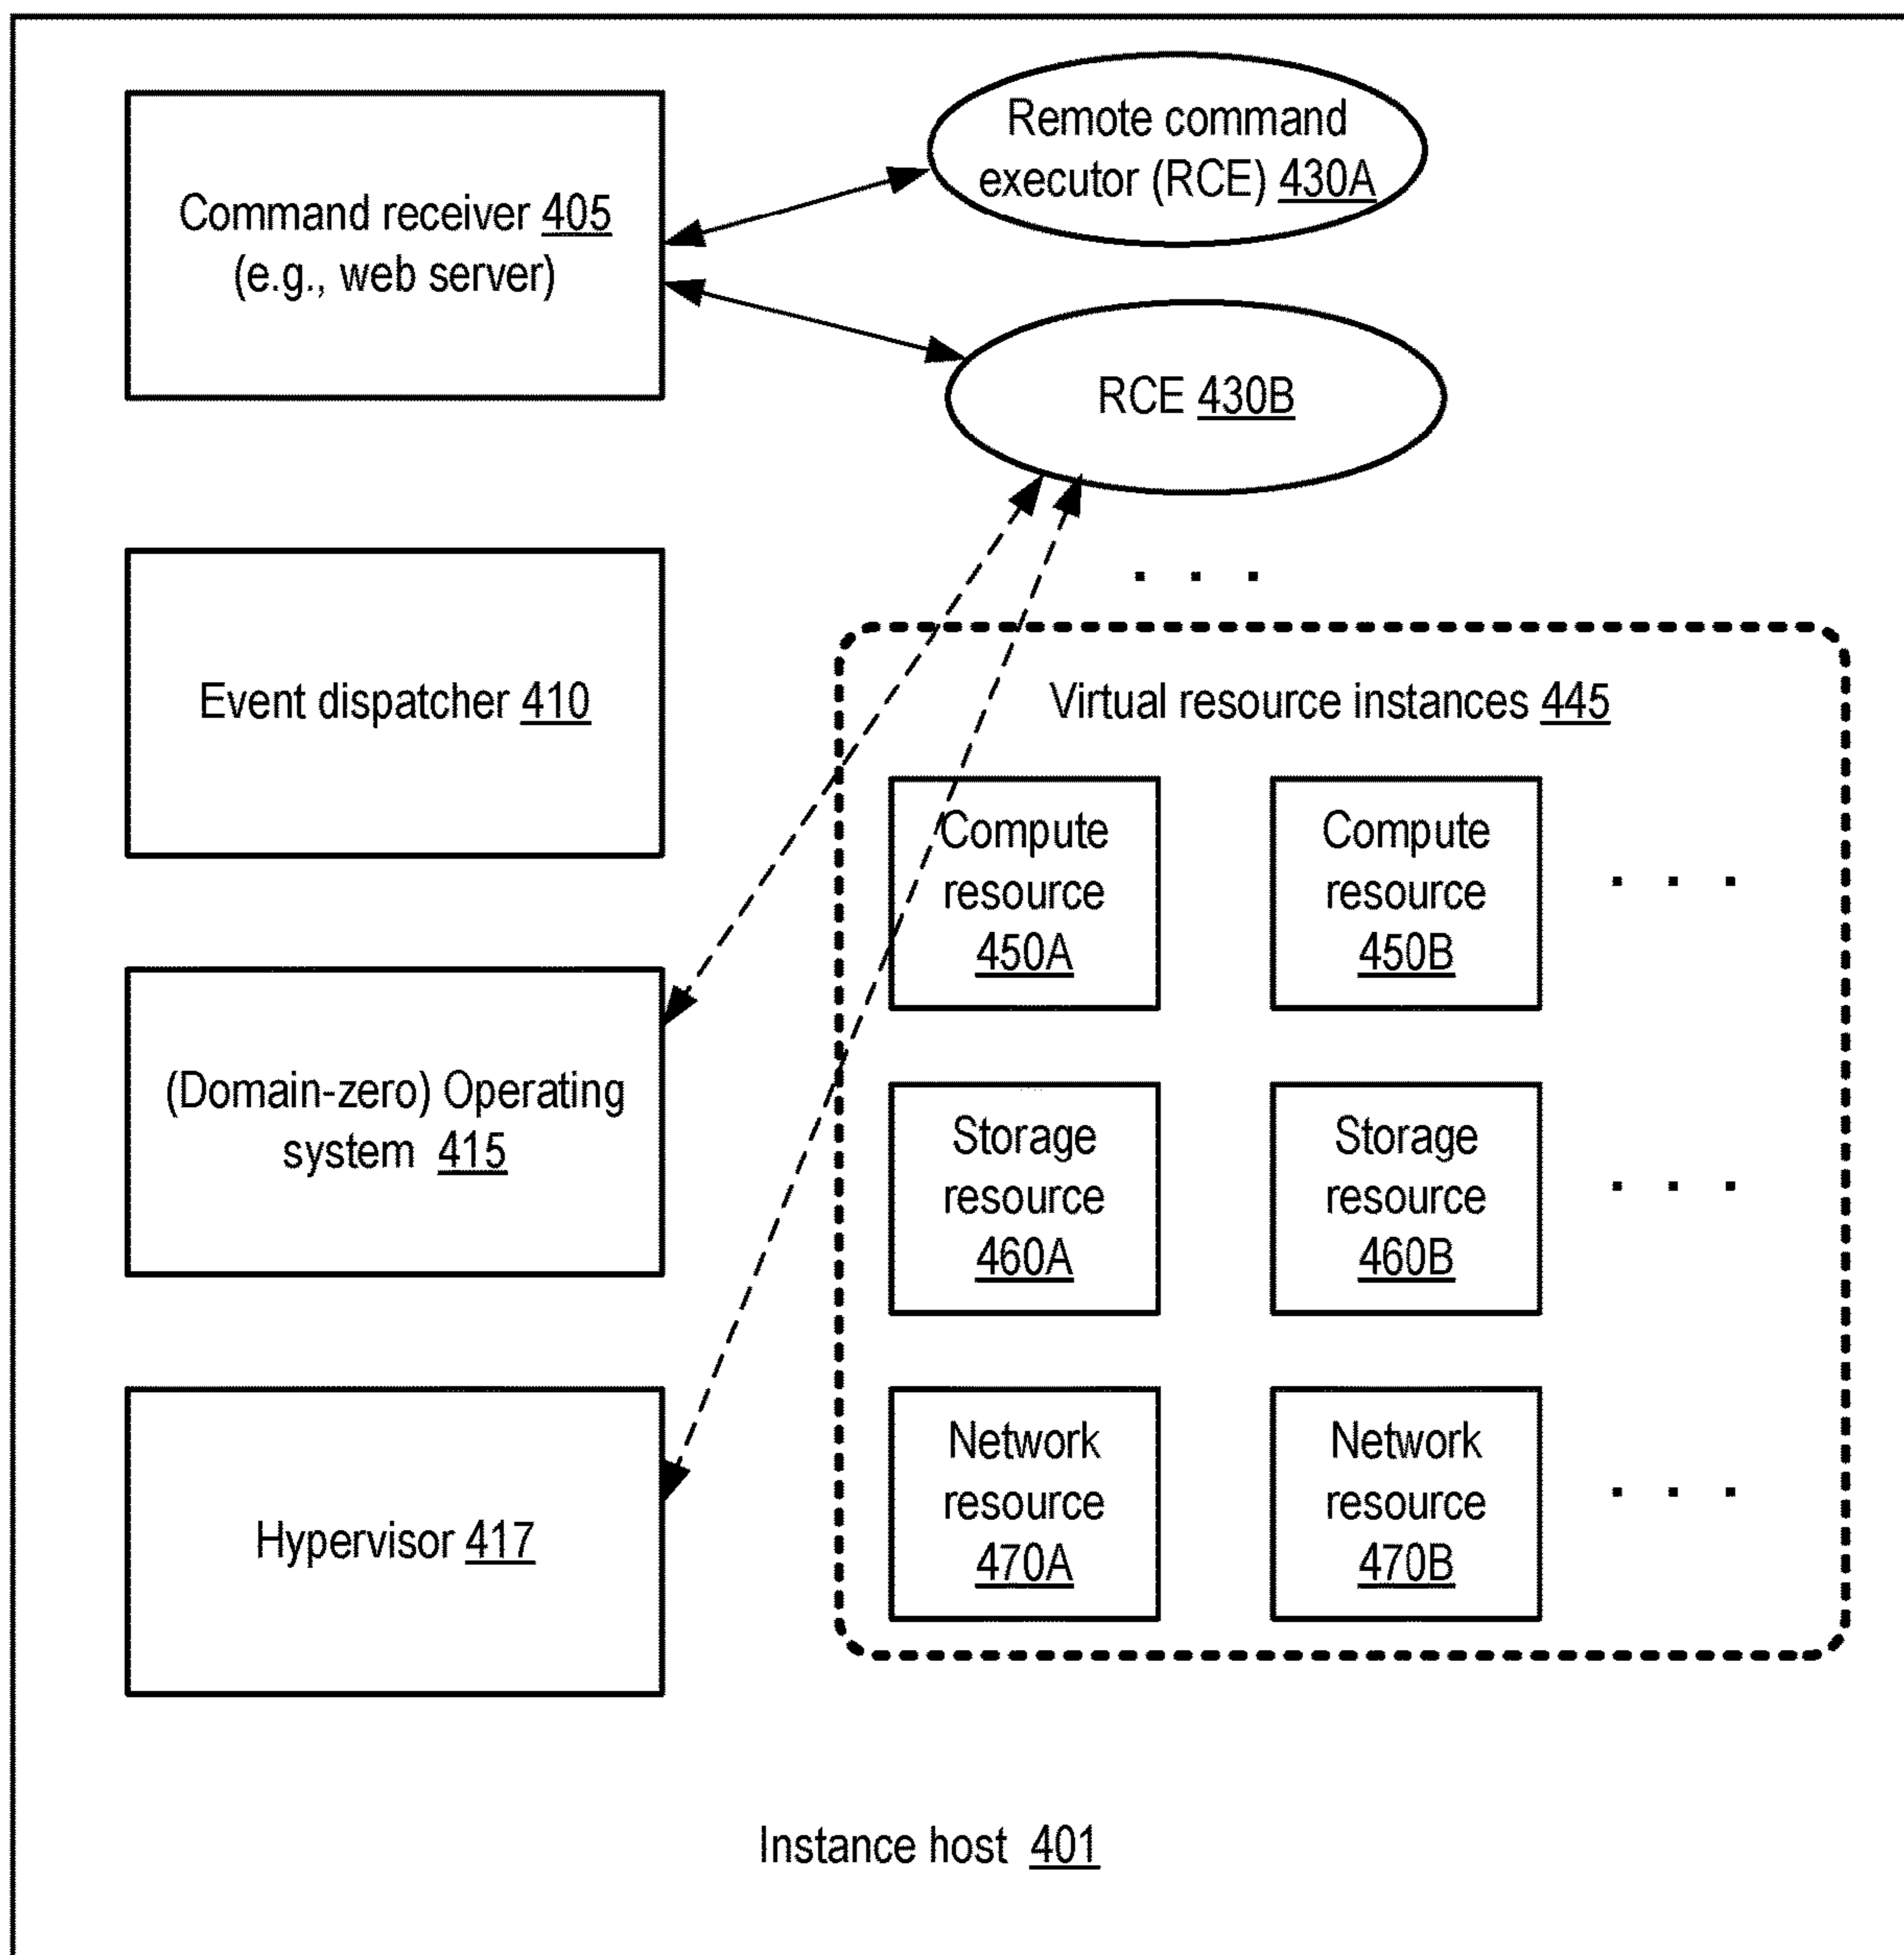 Command receiver 405
(e.g., web server)
Remote command
executor (RCE) 430A
RCE 430B
. . .
Event dispatcher 410
Virtual resource instances 445
Compute
resource
450A
Compute
resource
450B
. . .
(Domain-zero) Operating
system 415
Storage
resource
460A
Storage
resource
460B
. . .
Hypervisor 417
Network
resource
470A
Network
resource
470B
. . .
Instance host 401